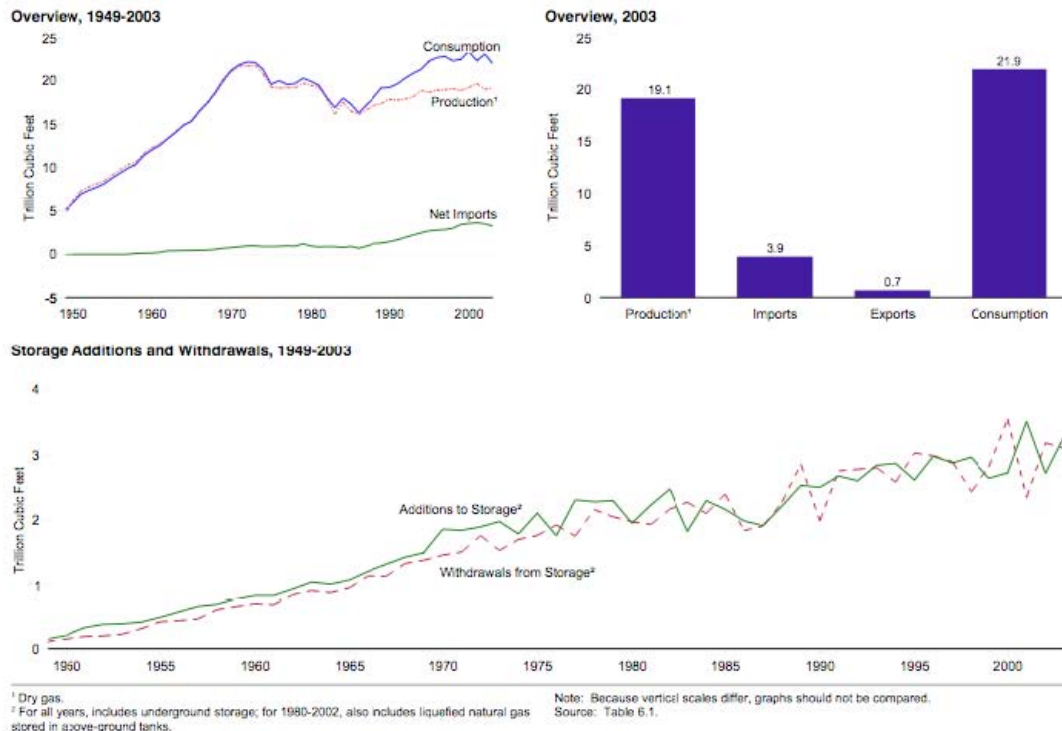 Overview, 1949-2003
25
20
15
10
5
0
-5
Trillion Cubic Feet
Consumption
Production¹
Net Imports
1950 1960 1970 1980 1990 2000
Overview, 2003
25
20
15
10
5
0
Trillion Cubic Feet
19.1
3.9
0.7
21.9
Production¹ Imports Exports Consumption
Storage Additions and Withdrawals, 1949-2003
4
3
2
1
0
Trillion Cubic Feet
Additions to Storage²
Withdrawals from Storage²
1950 1955 1960 1965 1970 1975 1980 1985 1990 1995 2000
¹ Dry gas.
² For all years, includes underground storage; for 1980-2002, also includes liquefied natural gas
stored in above-ground tanks.
Note: Because vertical scales differ, graphs should not be compared.
Source: Table 6.1.